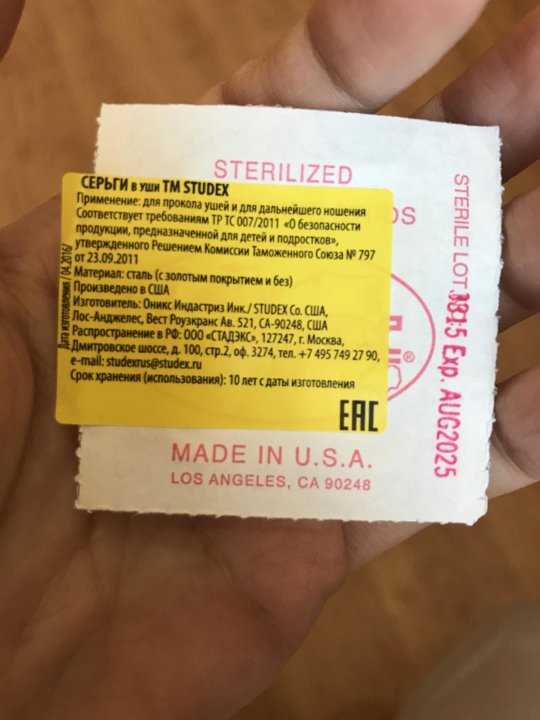 STERILIZED
OS
СЕРЬГИ в уши ТМ STUDEX
Применение: для прокола ушей и для дальнейшего ношения
Соответствует требованиям ТР ТС 007/2011 «О безопасности
продукции, предназначенной для детей и подростков»,
утвержденного Решением Комиссии Таможенного Союза № 797
от 23.09.2011
Материал: сталь (с золотым покрытием и без)
Произведено в США
Изготовитель: Оникс Индастриз Инк./ STUDEX Co. США,
Лос-Анджелес, Вест Роузкранс Ав. 521, CA-90248, США
Распространение в РФ: ООО «СТАДЭКС», 127247, г. Москва,
Дмитровское шоссе, д. 100, стр.2, оф. 3274, тел. +7 495 749 27 90,
e-mail: studexrus@studex.ru
Срок хранения (использования): 10 лет с даты изготовления
EAC
Дата изготовления / 04.2016/
MADE IN U.S.A.
LOS ANGELES, CA 90248
STERILE LOT Exp. AUG2025